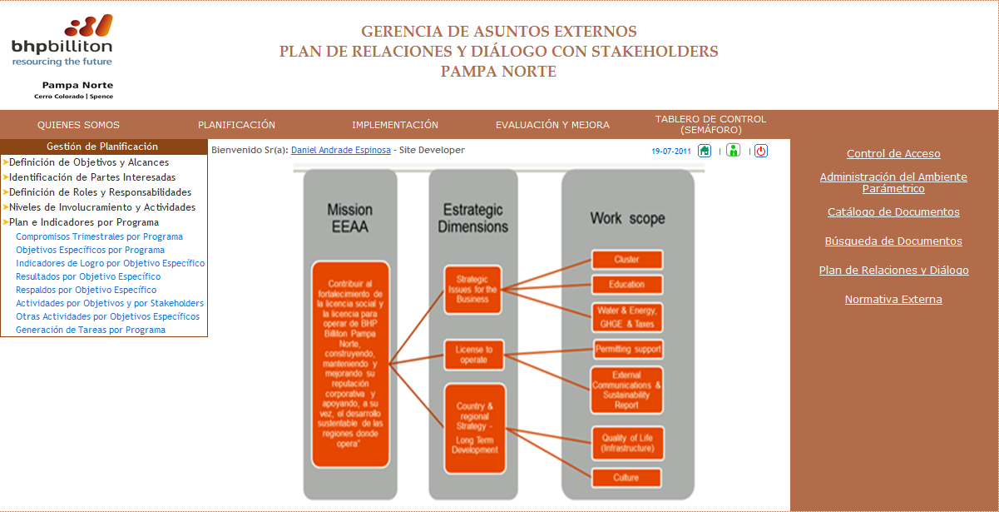 bhpbilliton
resourcing the future
Pampa Norte
Cerro Colorado | Spence
GERENCIA DE ASUNTOS EXTERNOS
PLAN DE RELACIONES Y DIÁLOGO CON STAKEHOLDERS
PAMPA NORTE
QUIENES SOMOS
PLANIFICACIÓN
IMPLEMENTACIÓN
EVALUACIÓN Y MEJORA
TABLERO DE CONTROL
(SEMÁFORO)
Gestión de Planificación
Definición de Objetivos y Alcances
Identificación de Partes Interesadas
Definición de Roles y Responsabilidades
Niveles de Involucramiento y Actividades
Plan e Indicadores por Programa
Compromisos Trimestrales por Programa
Objetivos Específicos por Programa
Indicadores de Logro por Objetivo Específico
Resultados por Objetivo Específico
Respaldos por Objetivo Específico
Actividades por Objetivos y por Stakeholders
Otras Actividades por Objetivos Específicos
Generación de Tareas por Programa
Bienvenido Sr(a): Daniel Andrade Espinosa - Site Developer
19-07-2011 | |
Mission
EEAA
Contribuir al
fortalecimiento de
la licencia social y
la licencia para
operar de BHP
Billiton Pampa
Norte,
construyendo,
manteniendo y
mejorando su
reputación
corporativa y
apoyando, a su
vez, el desarrollo
sustentable de las
regiones donde
opera"
Estrategic
Dimensions
Strategic
Issues for the
Business
License to
operate
Country &
regional
Strategy -
Long Term
Development
Work scope
Cluster
Education
Water & Energy,
GHGE & Taxes
Permitting support
External
Communications &
Sustainability
Report
Quality of Life
(Infrastructure)
Culture
Control de Acceso
Administración del Ambiente
Parámetrico
Catálogo de Documentos
Búsqueda de Documentos
Plan de Relaciones y Diálogo
Normativa Externa